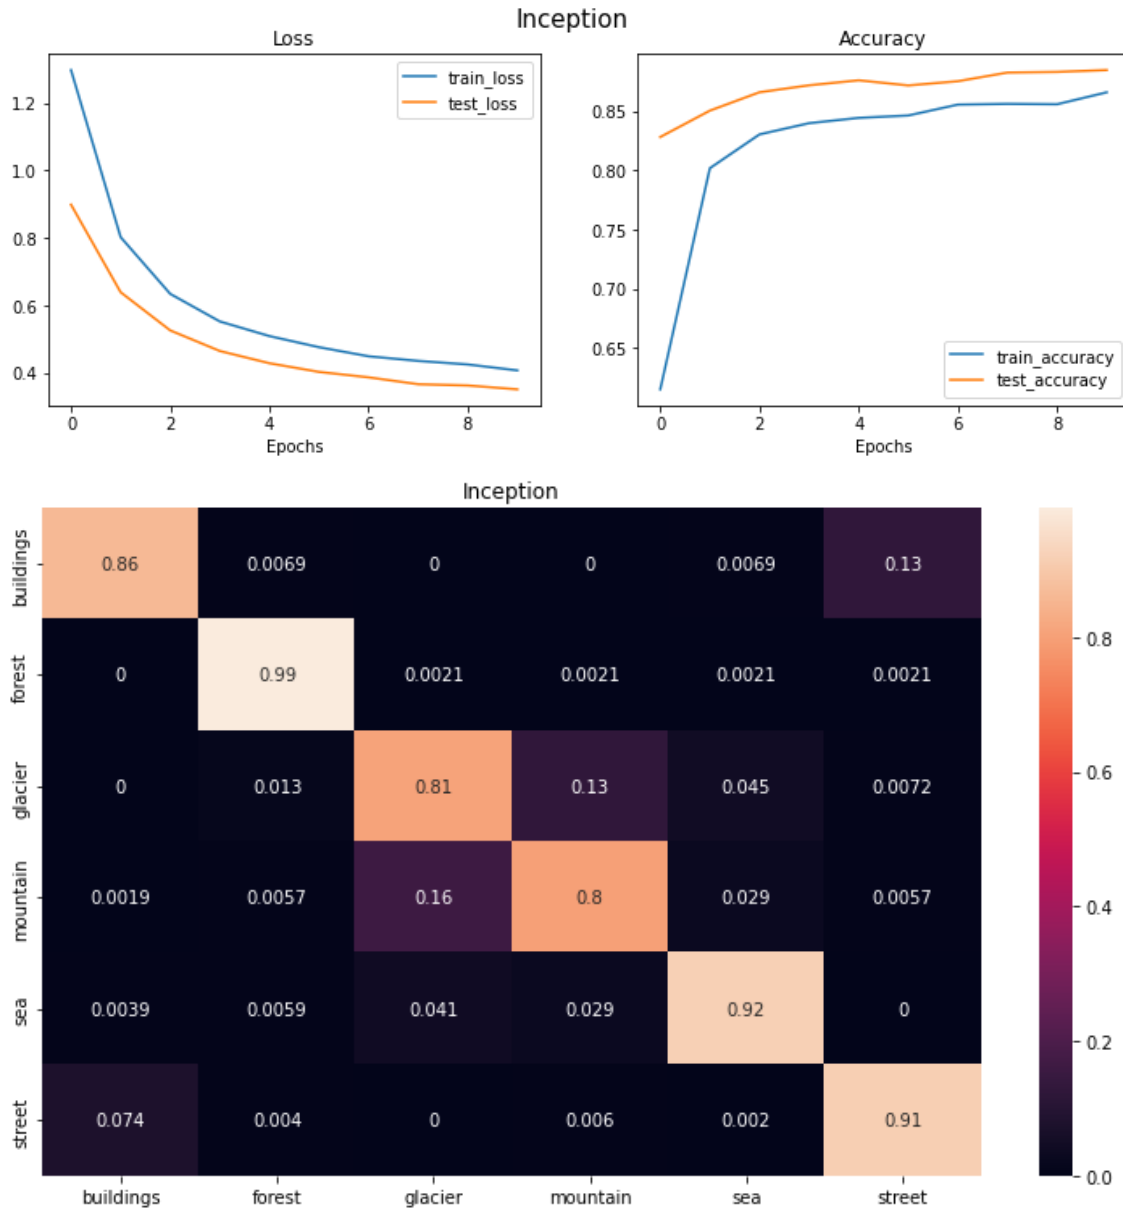 Inception
Loss
Accuracy
train_loss
test_loss
1.2
1.0
0.8
0.6
0.4
0 2 4 6 8
Epochs
0.85
0.80
0.75
0.70
0.65
train_accuracy
test_accuracy
0 2 4 6 8
Epochs
Inception
buildings 0.86 0.0069 0 0 0.0069 0.13
forest 0 0.99 0.0021 0.0021 0.0021 0.0021
glacier 0 0.013 0.81 0.13 0.045 0.0072
mountain 0.0019 0.0057 0.16 0.8 0.029 0.0057
sea 0.0039 0.0059 0.041 0.029 0.92 0
street 0.074 0.004 0 0.006 0.002 0.91
buildings forest glacier mountain sea street
0.8
0.6
0.4
0.2
0.0